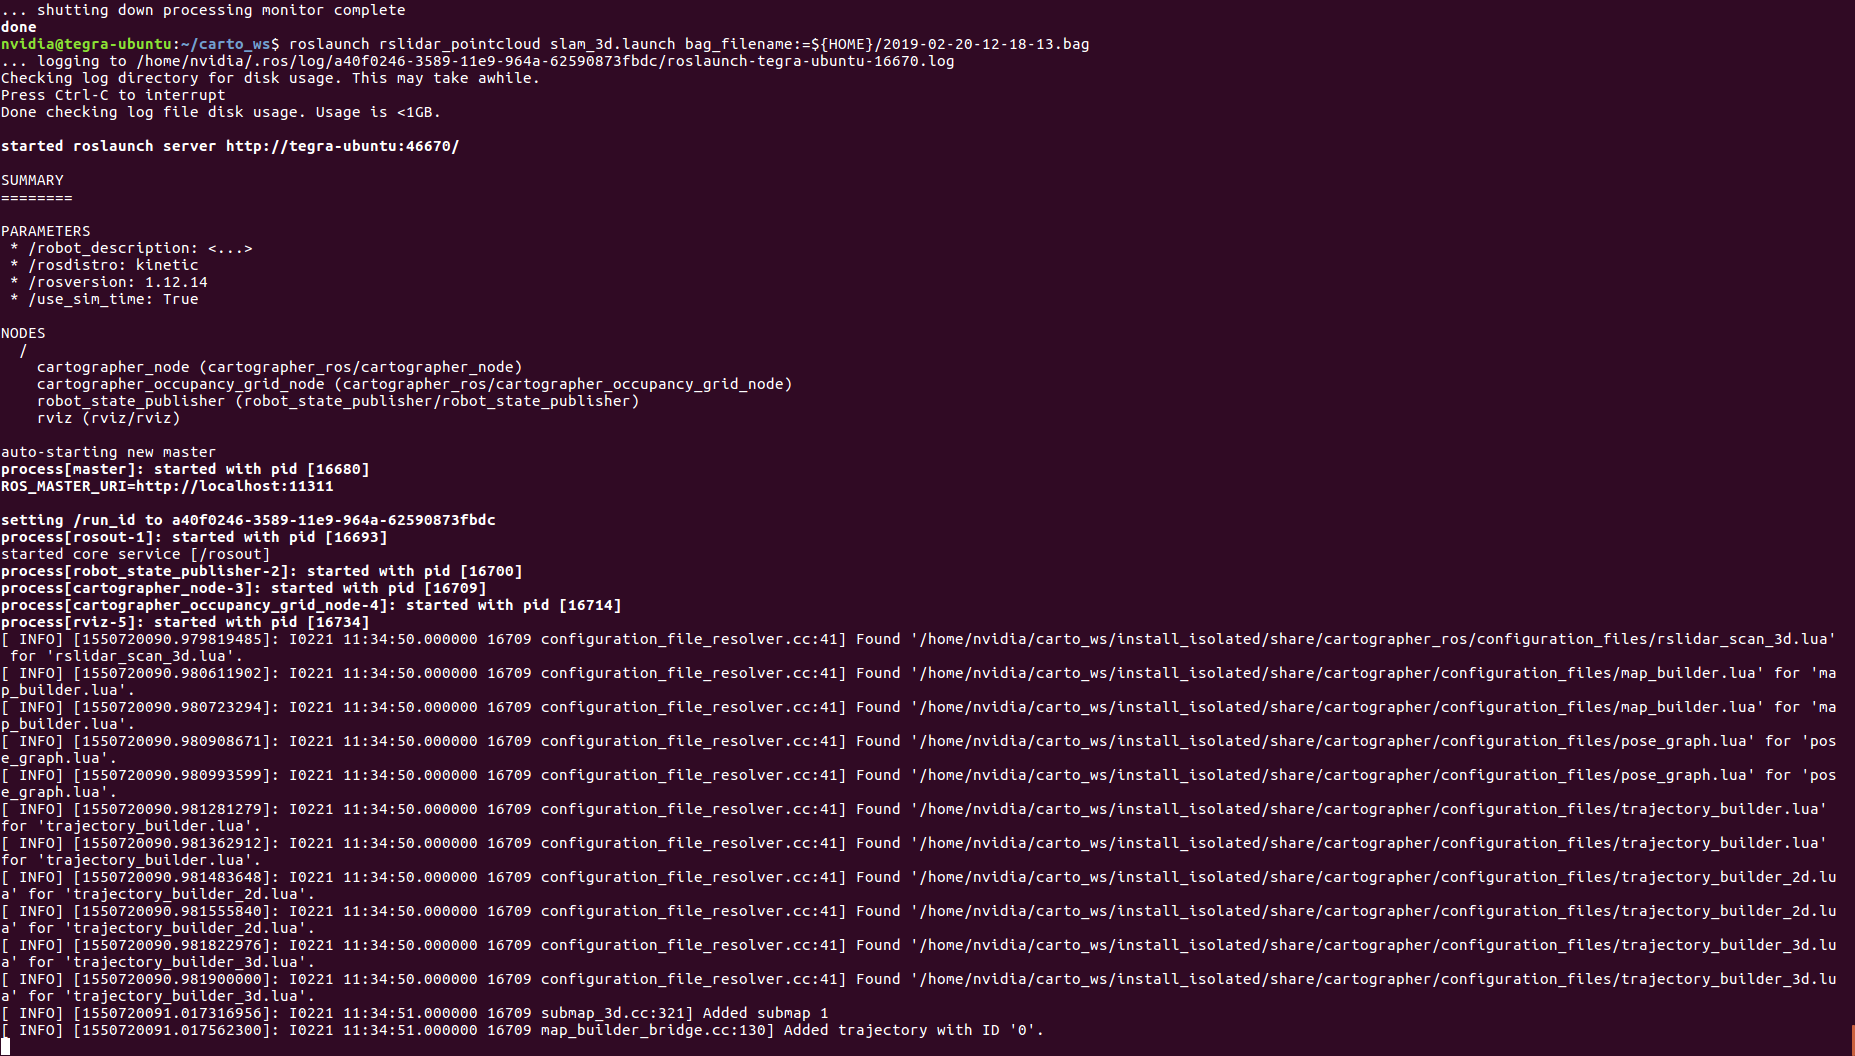 ... shutting down processing monitor complete
done
nvidia@tegra-ubuntu:~/carto_ws$ roslaunch rslidar_pointcloud slam_3d.launch bag_filename:=${HOME}/2019-02-20-12-18-13.bag
... logging to /home/nvidia/.ros/log/a40f0246-3589-11e9-964a-62590873fbdc/roslaunch-tegra-ubuntu-16670.log
Checking log directory for disk usage. This may take awhile.
Press Ctrl-C to interrupt
Done checking log file disk usage. Usage is <1GB.
started roslaunch server http://tegra-ubuntu:46670/
SUMMARY
========
PARAMETERS
 * /robot_description: <...>
 * /rosdistro: kinetic
 * /rosversion: 1.12.14
 * /use_sim_time: True
NODES
  /
    cartographer_node (cartographer_ros/cartographer_node)
    cartographer_occupancy_grid_node (cartographer_ros/cartographer_occupancy_grid_node)
    robot_state_publisher (robot_state_publisher/robot_state_publisher)
    rviz (rviz/rviz)
auto-starting new master
process[master]: started with pid [16680]
ROS_MASTER_URI=http://localhost:11311
setting /run_id to a40f0246-3589-11e9-964a-62590873fbdc
process[rosout-1]: started with pid [16693]
started core service [/rosout]
process[robot_state_publisher-2]: started with pid [16700]
process[cartographer_node-3]: started with pid [16709]
process[cartographer_occupancy_grid_node-4]: started with pid [16714]
process[rviz-5]: started with pid [16734]
[ INFO] [1550720090.979819485]: I0221 11:34:50.000000 16709 configuration_file_resolver.cc:41] Found '/home/nvidia/carto_ws/install_isolated/share/cartographer_ros/configuration_files/rslidar_scan_3d.lua'
 for 'rslidar_scan_3d.lua'.
[ INFO] [1550720090.980611902]: I0221 11:34:50.000000 16709 configuration_file_resolver.cc:41] Found '/home/nvidia/carto_ws/install_isolated/share/cartographer/configuration_files/map_builder.lua' for 'ma
p_builder.lua'.
[ INFO] [1550720090.980723294]: I0221 11:34:50.000000 16709 configuration_file_resolver.cc:41] Found '/home/nvidia/carto_ws/install_isolated/share/cartographer/configuration_files/map_builder.lua' for 'ma
p_builder.lua'.
[ INFO] [1550720090.980908671]: I0221 11:34:50.000000 16709 configuration_file_resolver.cc:41] Found '/home/nvidia/carto_ws/install_isolated/share/cartographer/configuration_files/pose_graph.lua' for 'pos
e_graph.lua'.
[ INFO] [1550720090.980993599]: I0221 11:34:50.000000 16709 configuration_file_resolver.cc:41] Found '/home/nvidia/carto_ws/install_isolated/share/cartographer/configuration_files/pose_graph.lua' for 'pos
e_graph.lua'.
[ INFO] [1550720090.981281279]: I0221 11:34:50.000000 16709 configuration_file_resolver.cc:41] Found '/home/nvidia/carto_ws/install_isolated/share/cartographer/configuration_files/trajectory_builder.lua'
for 'trajectory_builder.lua'.
[ INFO] [1550720090.981362912]: I0221 11:34:50.000000 16709 configuration_file_resolver.cc:41] Found '/home/nvidia/carto_ws/install_isolated/share/cartographer/configuration_files/trajectory_builder.lua'
for 'trajectory_builder.lua'.
[ INFO] [1550720090.981483648]: I0221 11:34:50.000000 16709 configuration_file_resolver.cc:41] Found '/home/nvidia/carto_ws/install_isolated/share/cartographer/configuration_files/trajectory_builder_2d.lu
a' for 'trajectory_builder_2d.lua'.
[ INFO] [1550720090.981555840]: I0221 11:34:50.000000 16709 configuration_file_resolver.cc:41] Found '/home/nvidia/carto_ws/install_isolated/share/cartographer/configuration_files/trajectory_builder_2d.lu
a' for 'trajectory_builder_2d.lua'.
[ INFO] [1550720090.981822976]: I0221 11:34:50.000000 16709 configuration_file_resolver.cc:41] Found '/home/nvidia/carto_ws/install_isolated/share/cartographer/configuration_files/trajectory_builder_3d.lu
a' for 'trajectory_builder_3d.lua'.
[ INFO] [1550720090.981900000]: I0221 11:34:50.000000 16709 configuration_file_resolver.cc:41] Found '/home/nvidia/carto_ws/install_isolated/share/cartographer/configuration_files/trajectory_builder_3d.lu
a' for 'trajectory_builder_3d.lua'.
[ INFO] [1550720091.017316956]: I0221 11:34:51.000000 16709 submap_3d.cc:321] Added submap 1
[ INFO] [1550720091.017562300]: I0221 11:34:51.000000 16709 map_builder_bridge.cc:130] Added trajectory with ID '0'.